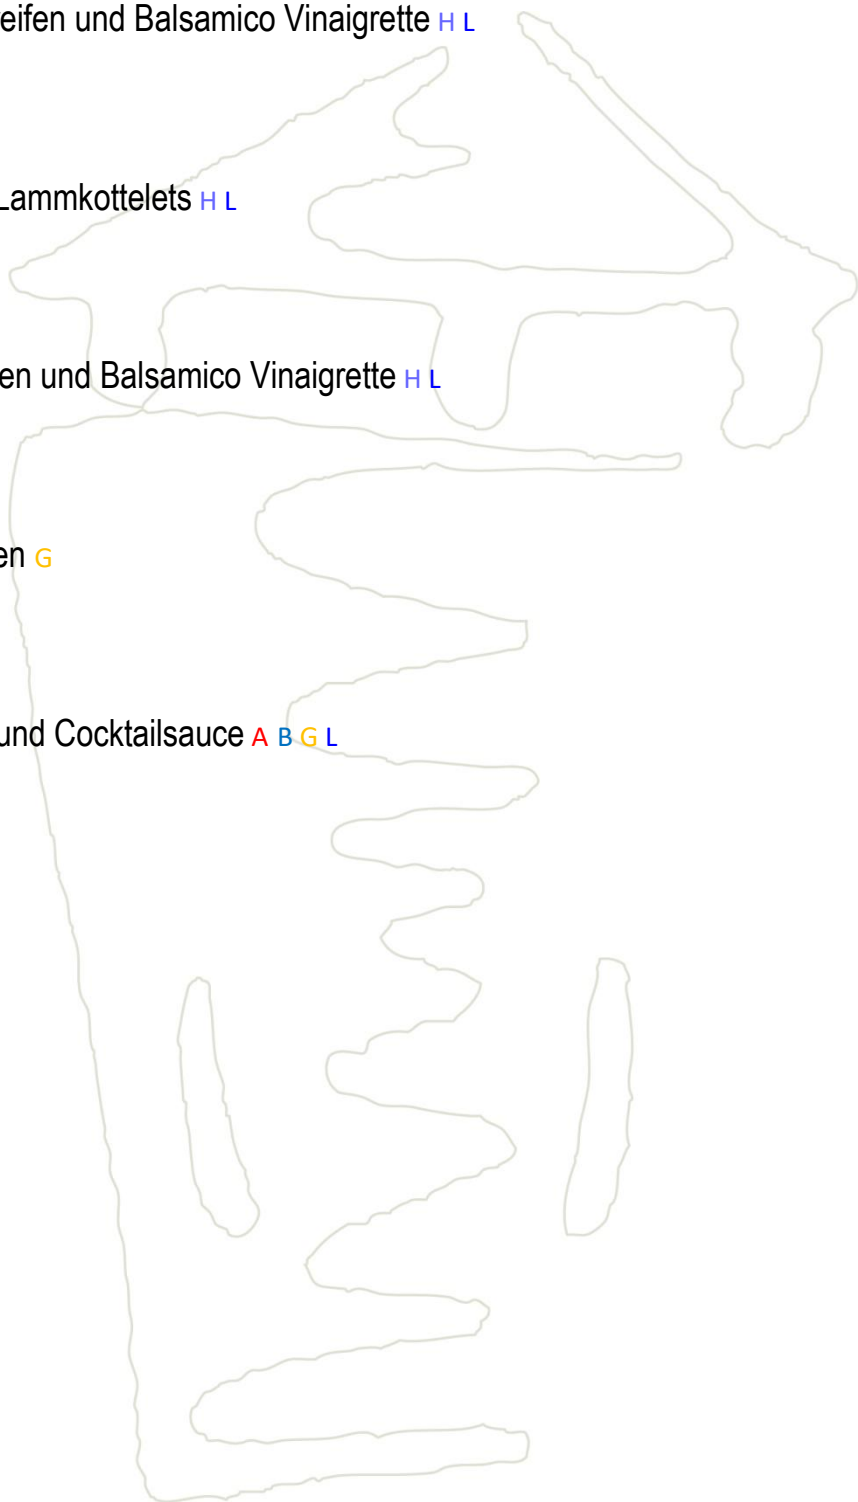 eifen und Balsamico Vinaigrette H L
Lammkottelets H L
en und Balsamico Vinaigrette H L
en G
und Cocktailsauce A B G L